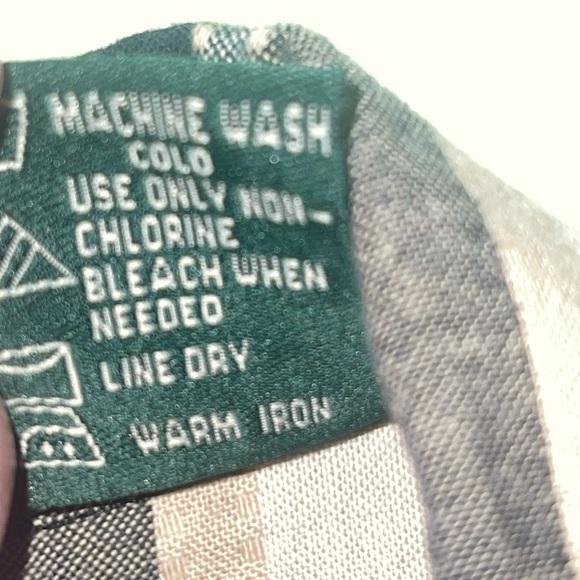 MACHINE WASH
COLD
USE ONLY NON-
CHLORINE
BLEACH WHEN
NEEDED
LINE DRY
WARM IRON